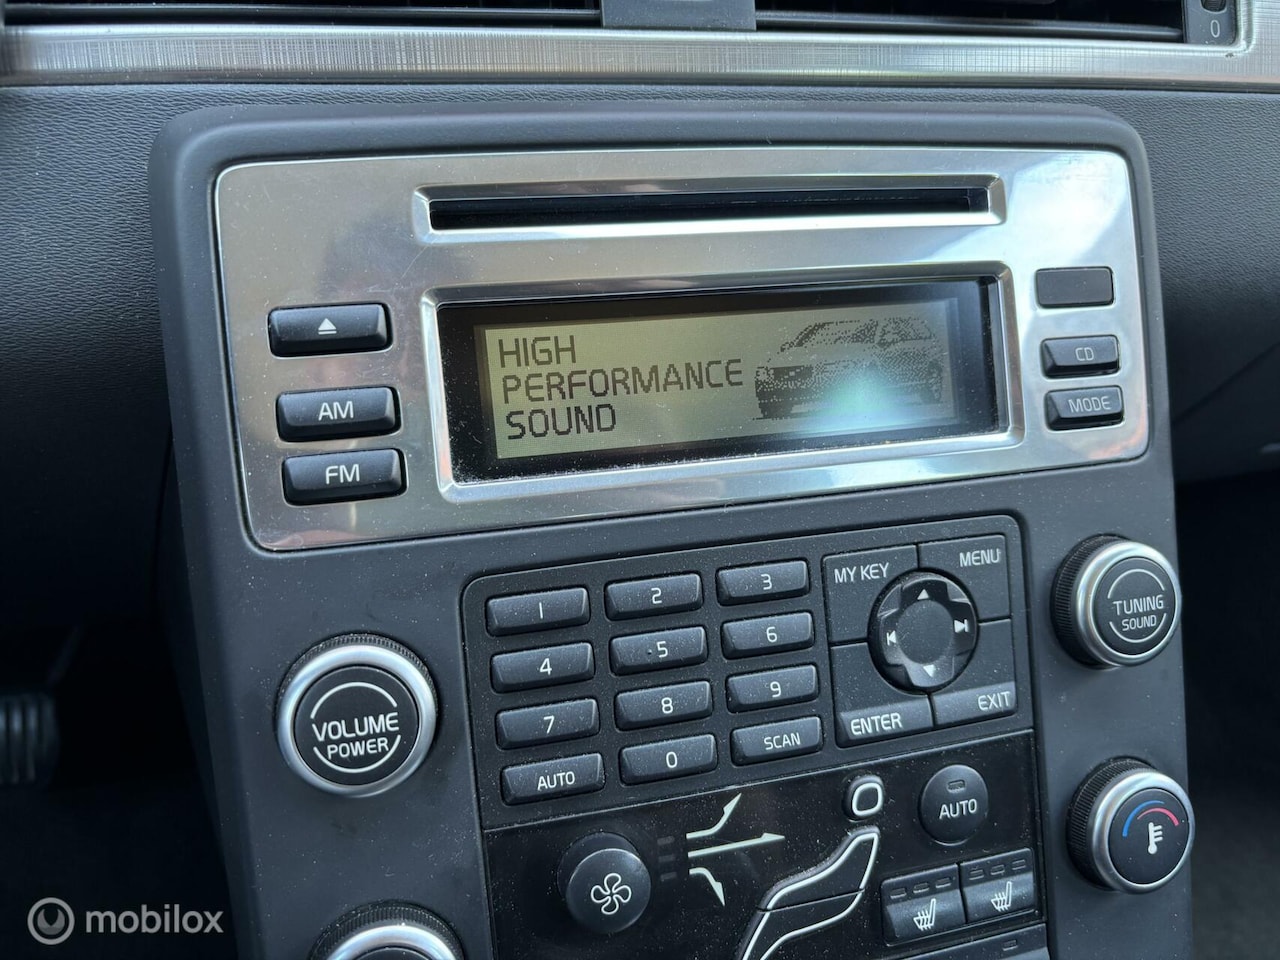 0
HIGH
PERFORMANCE
SOUND
AM
FM
CD
MODE
1 2 3
4 5 6
7 8 9
AUTO 0 SCAN
MY KEY
MENU
ENTER
EXIT
TUNING
SOUND
VOLUME
POWER
AUTO
mobilox